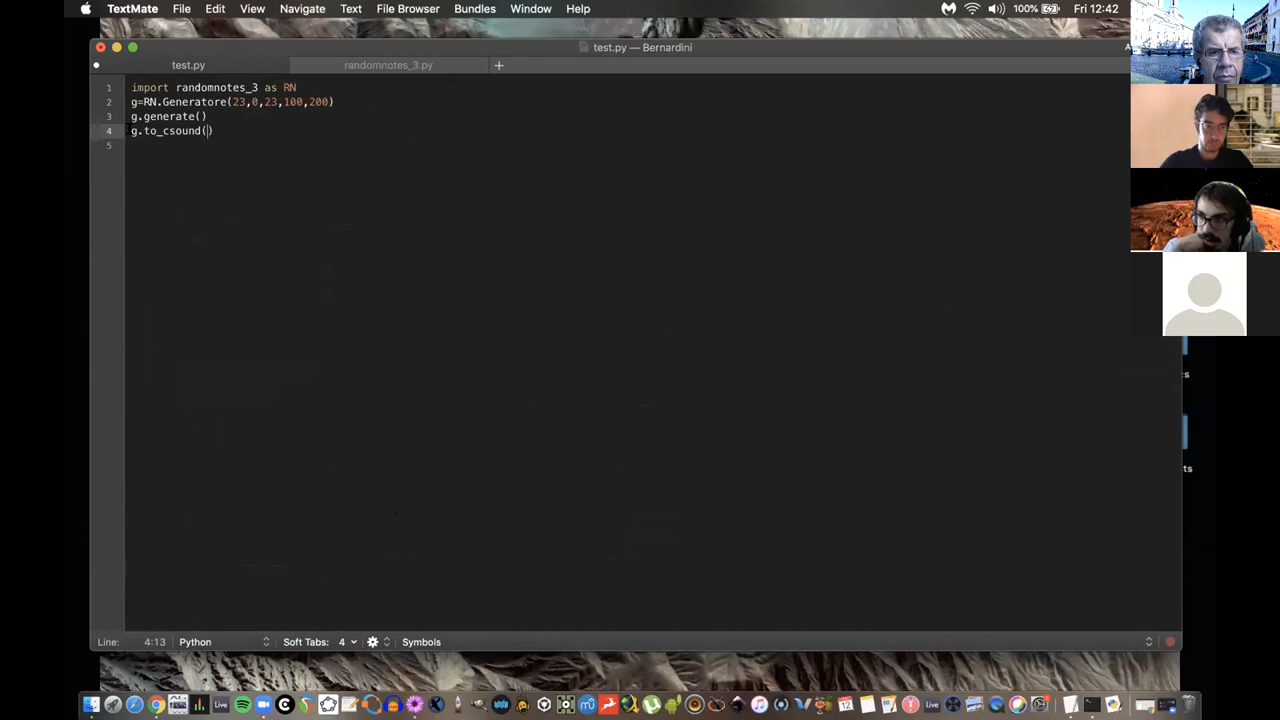 TextMate File Edit View Navigate Text File Browser Bundles Window Help 100% Fri 12:42
test.py — Bernardini
test.py randomnotes_3.py +
1 import randomnotes_3 as RN
2 g=RN.Generatore(23,0,23,100,200)
3 g.generate()
4 g.to_csound()
5
cs
ts
Line: 4:13 Python Soft Tabs: 4 Symbols